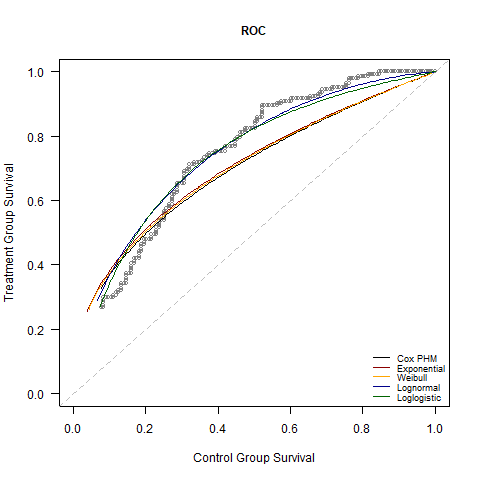 ROC
Treatment Group Survival
1.0
0.8
0.6
0.4
0.2
0.0
Cox PHM
Exponential
Weibull
Lognormal
Loglogistic
0.0 0.2 0.4 0.6 0.8 1.0
Control Group Survival